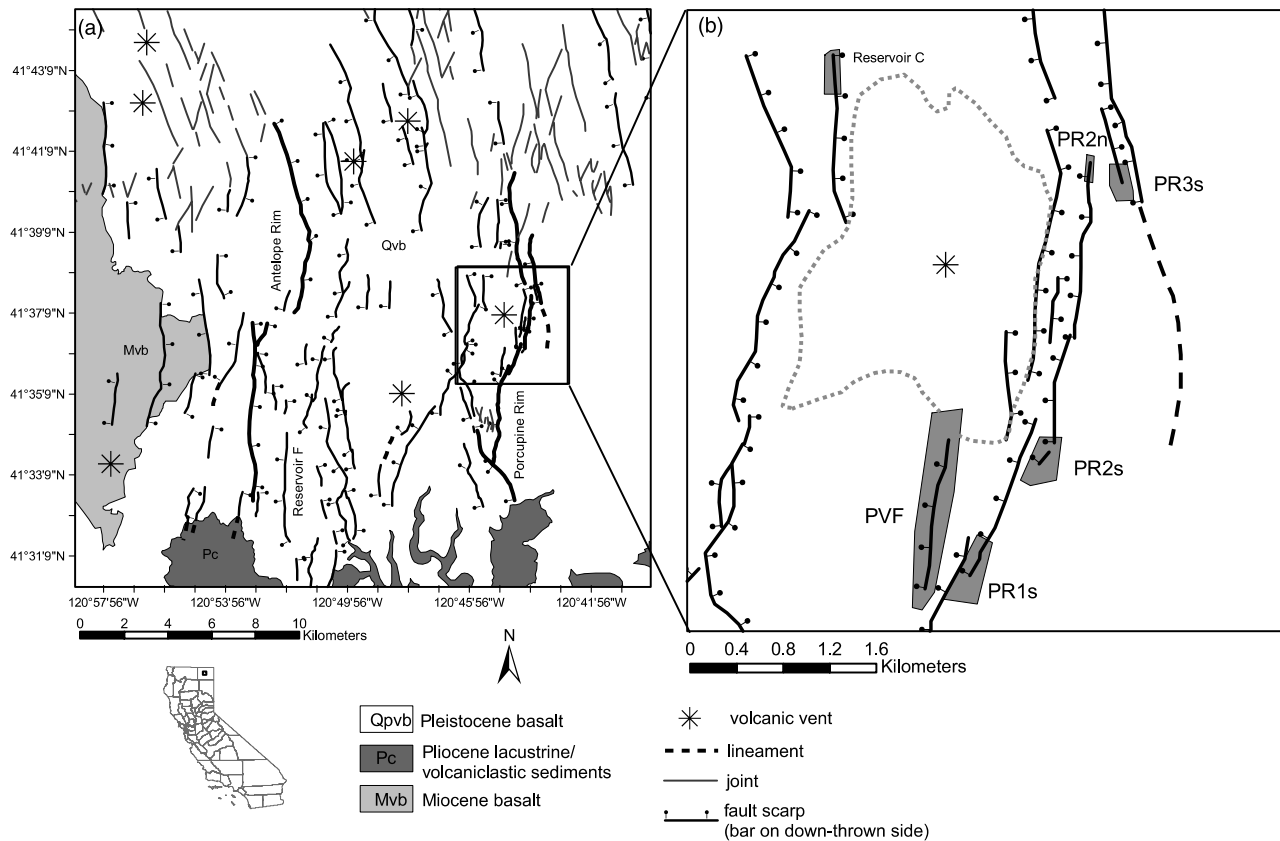 (a)
41°43'9"N
41°41'9"N
41°39'9"N
41°37'9"N
41°35'9"N
41°33'9"N
41°31'9"N
Antelope Rim
Qvb
Mvb
Reservoir F
Porcupine Rim
Pc
120°57'56"W
120°53'56"W
120°49'56"W
120°45'56"W
120°41'56"W
0 2 4 6 8 10
Kilometers
(b)
Reservoir C
PR2n
PR3s
PR2s
PVF
PR1s
0 0.4 0.8 1.2 1.6
Kilometers
N
Qpvb Pleistocene basalt
Pc Pliocene lacustrine/
volcaniclastic sediments
Mvb Miocene basalt
volcanic vent
lineament
joint
fault scarp
(bar on down-thrown side)